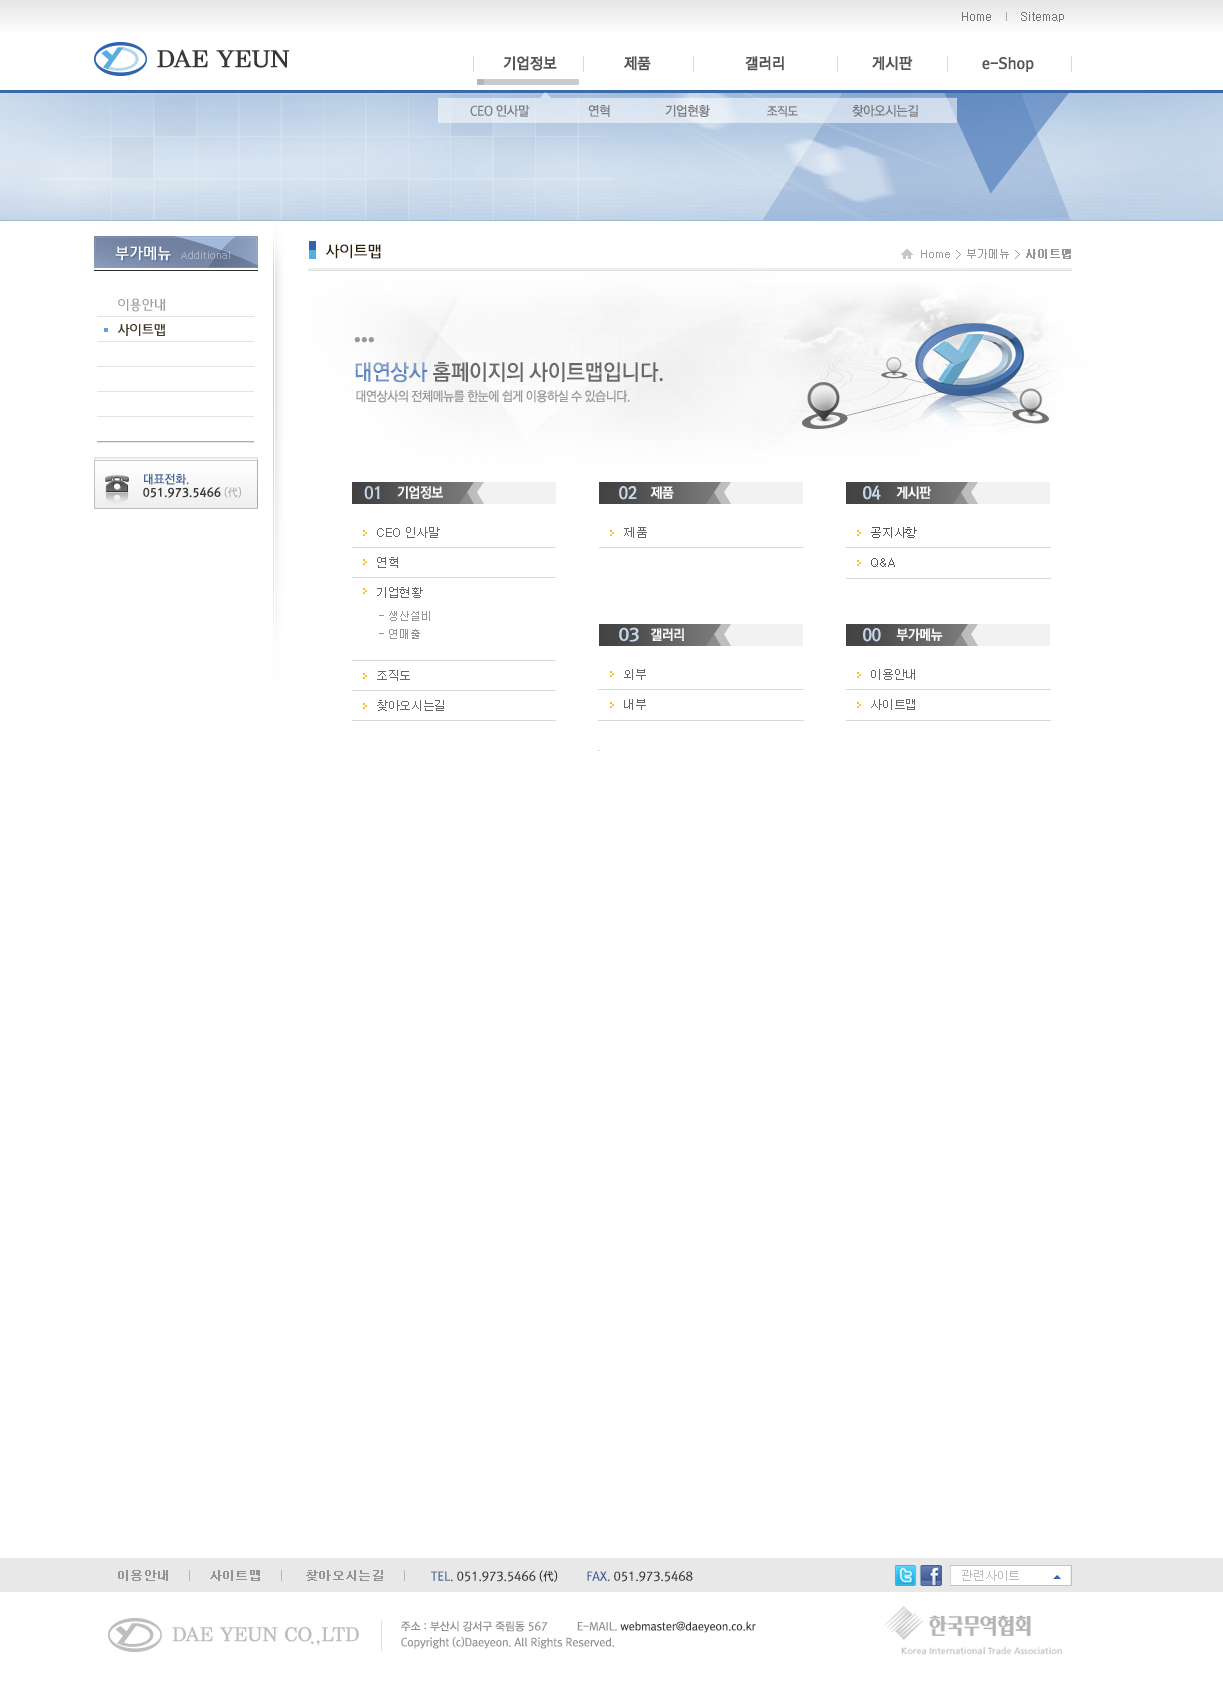 Home | Sitemap
DAE YEUN
기업정보 제품 갤러리 게시판 e-Shop
CEO 인사말 연혁 기업현황 조직도 찾아오시는길
부가메뉴 Additional
사이트맵
Home > 부가메뉴 > 사이트맵
이용안내
사이트맵
대표전화.
051.973.5466 (代)
대연상사 홈페이지의 사이트맵입니다.
대연상사의 전체메뉴를 한눈에 쉽게 이용하실 수 있습니다.
01 기업정보
CEO 인사말
연혁
기업현황
- 생산설비
- 연매출
조직도
찾아오시는길
02 제품
제품
03 갤러리
외부
내부
04 게시판
공지사항
Q&A
00 부가메뉴
이용안내
사이트맵
이용안내 | 사이트맵 | 찾아오시는길 | TEL. 051.973.5466 (代) FAX. 051.973.5468
관련사이트
DAE YEUN CO.,LTD
주소 : 부산시 강서구 죽림동 567 E-MAIL. webmaster@daeyeon.co.kr
Copyright (c)Daeyeon. All Rights Reserved.
한국무역협회
Korea International Trade Association